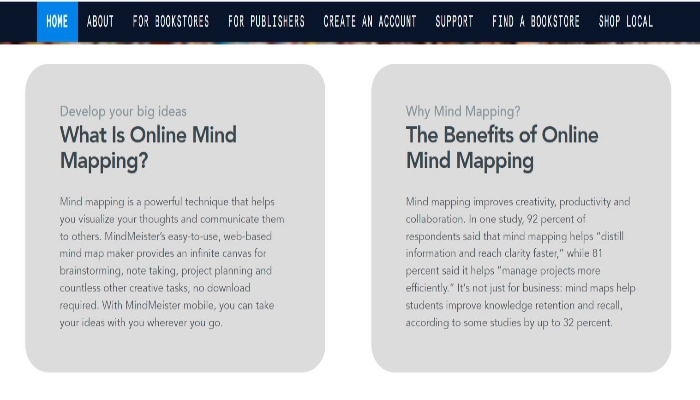 HOME ABOUT FOR BOOKSTORES FOR PUBLISHERS CREATE AN ACCOUNT SUPPORT FIND A BOOKSTORE SHOP LOCAL
Develop your big ideas
What Is Online Mind
Mapping?
Mind mapping is a powerful technique that helps
you visualize your thoughts and communicate them
to others. MindMeister's easy-to-use, web-based
mind map maker provides an infinite canvas for
brainstorming, note taking, project planning and
countless other creative tasks, no download
required. With MindMeister mobile, you can take
your ideas with you wherever you go.
Why Mind Mapping?
The Benefits of Online
Mind Mapping
Mind mapping improves creativity, productivity and
collaboration. In one study, 92 percent of
respondents said that mind mapping helps "distill
information and reach clarity faster," while 81
percent said it helps "manage projects more
efficiently." It's not just for business: mind maps help
students improve knowledge retention and recall,
according to some studies by up to 32 percent.